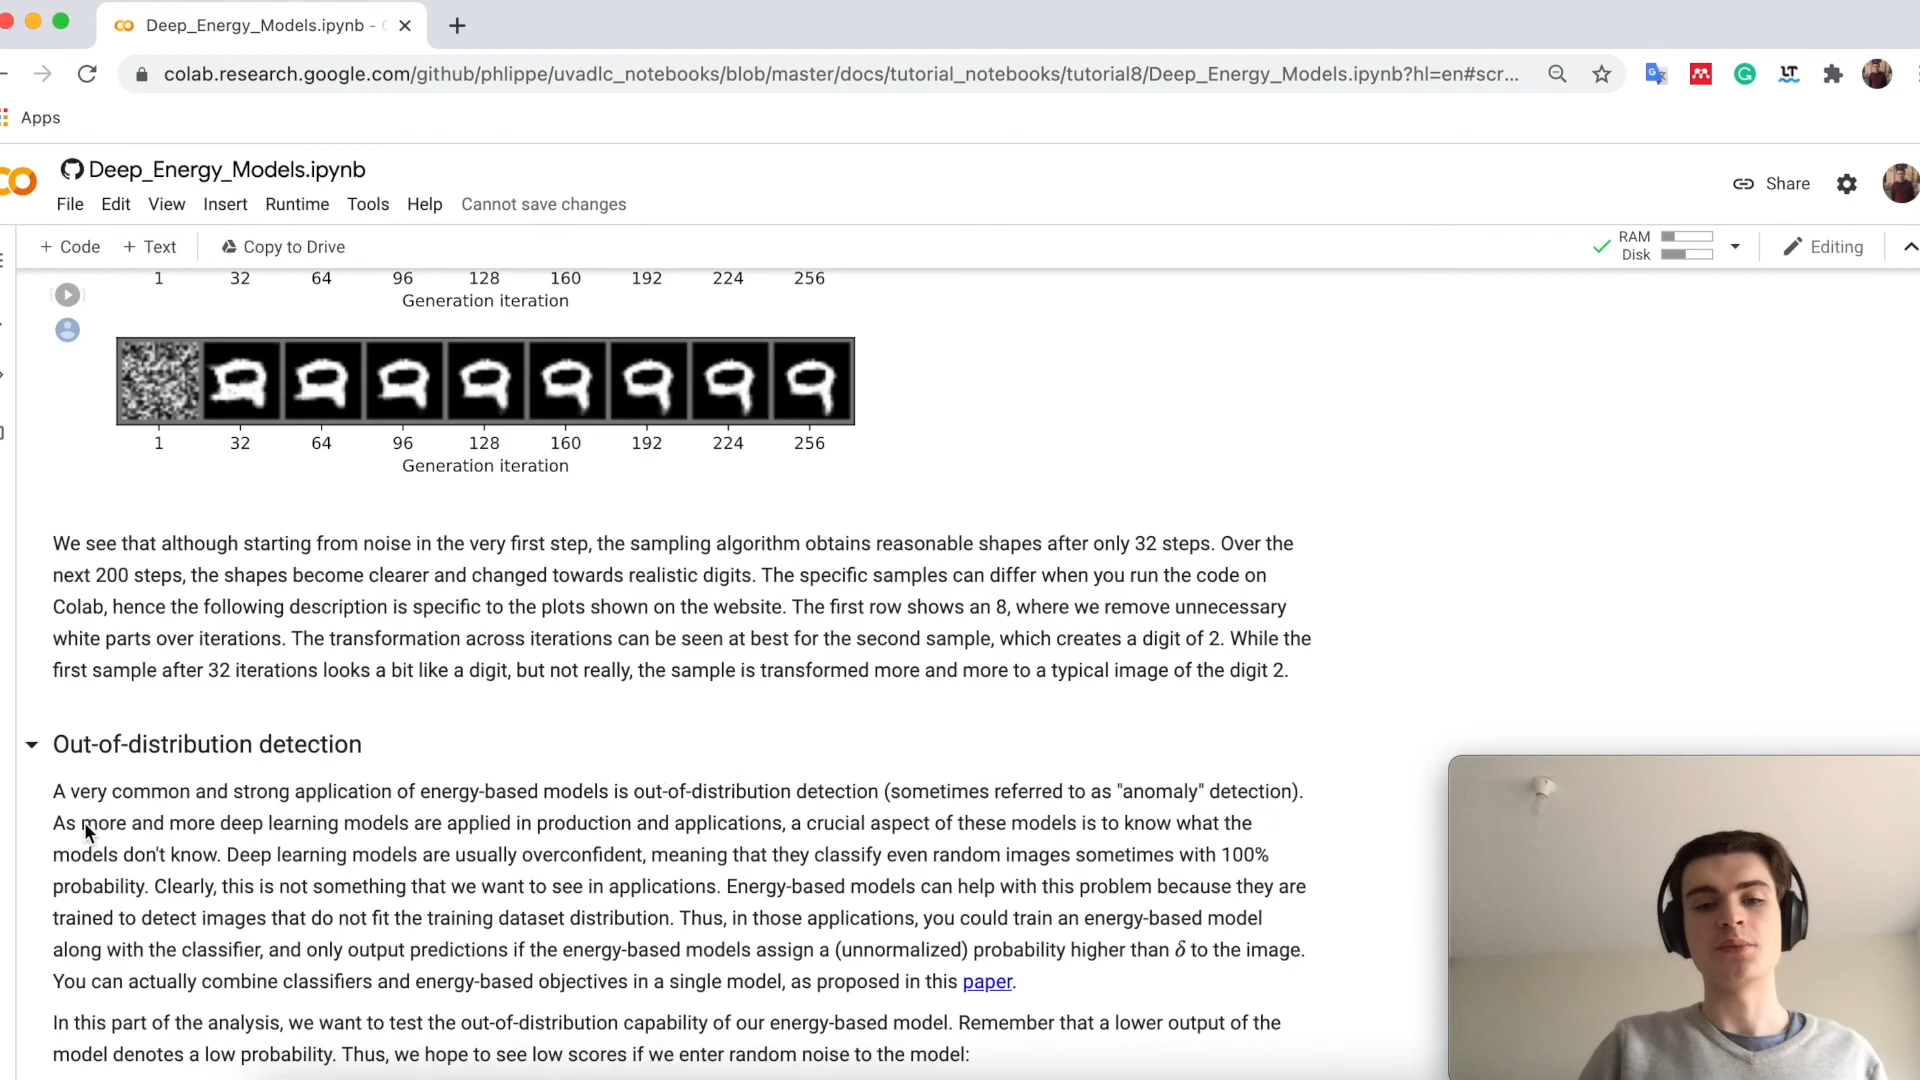 Deep_Energy_Models.ipynb -
colab.research.google.com/github/phlippe/uvadlc_notebooks/blob/master/docs/tutorial_notebooks/tutorial8/Deep_Energy_Models.ipynb?hl=en#scr...
Apps
Deep_Energy_Models.ipynb
Share
File Edit View Insert Runtime Tools Help Cannot save changes
+ Code + Text Copy to Drive
RAM
Disk
Editing
1 32 64 96 128 160 192 224 256
Generation iteration
1 32 64 96 128 160 192 224 256
Generation iteration
We see that although starting from noise in the very first step, the sampling algorithm obtains reasonable shapes after only 32 steps. Over the
next 200 steps, the shapes become clearer and changed towards realistic digits. The specific samples can differ when you run the code on
Colab, hence the following description is specific to the plots shown on the website. The first row shows an 8, where we remove unnecessary
white parts over iterations. The transformation across iterations can be seen at best for the second sample, which creates a digit of 2. While the
first sample after 32 iterations looks a bit like a digit, but not really, the sample is transformed more and more to a typical image of the digit 2.
Out-of-distribution detection
A very common and strong application of energy-based models is out-of-distribution detection (sometimes referred to as "anomaly" detection).
As more and more deep learning models are applied in production and applications, a crucial aspect of these models is to know what the
models don't know. Deep learning models are usually overconfident, meaning that they classify even random images sometimes with 100%
probability. Clearly, this is not something that we want to see in applications. Energy-based models can help with this problem because they are
trained to detect images that do not fit the training dataset distribution. Thus, in those applications, you could train an energy-based model
along with the classifier, and only output predictions if the energy-based models assign a (unnormalized) probability higher than δ to the image.
You can actually combine classifiers and energy-based objectives in a single model, as proposed in this paper.
In this part of the analysis, we want to test the out-of-distribution capability of our energy-based model. Remember that a lower output of the
model denotes a low probability. Thus, we hope to see low scores if we enter random noise to the model: